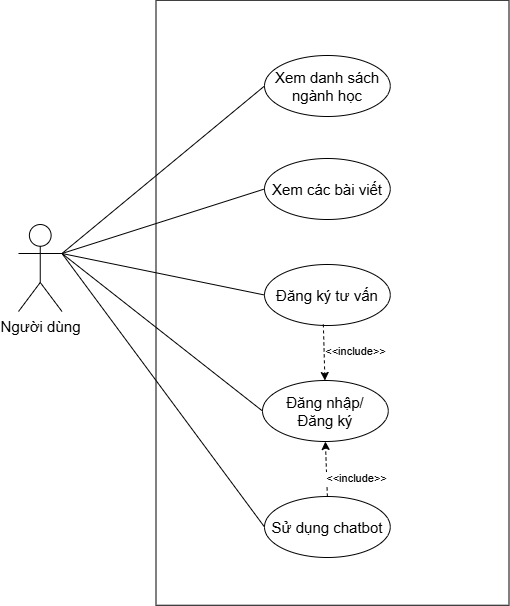 Xem danh sách
ngành học
Xem các bài viết
Người dùng
Đăng ký tư vấn
<<include>>
Đăng nhập/
Đăng ký
<<include>>
Sử dụng chatbot